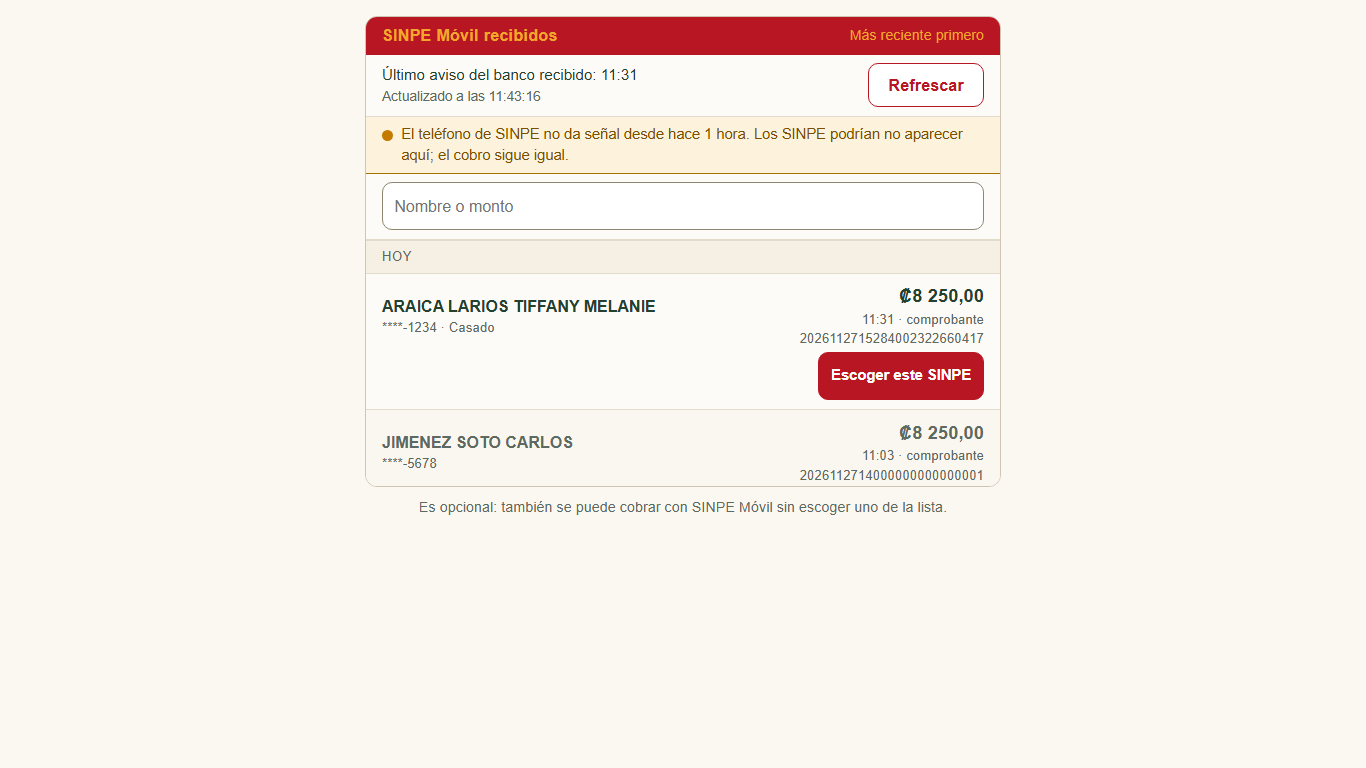 SINPE Móvil recibidos
Más reciente primero
Último aviso del banco recibido: 11:31
Actualizado a las 11:43:16
Refrescar
El teléfono de SINPE no da señal desde hace 1 hora. Los SINPE podrían no aparecer
aquí; el cobro sigue igual.
Nombre o monto
HOY
ARAICA LARIOS TIFFANY MELANIE
****-1234 · Casado
₡8 250,00
11:31 · comprobante
2026112715284002322660417
Escoger este SINPE
JIMENEZ SOTO CARLOS
****-5678
₡8 250,00
11:03 · comprobante
2026112714000000000000001
Es opcional: también se puede cobrar con SINPE Móvil sin escoger uno de la lista.